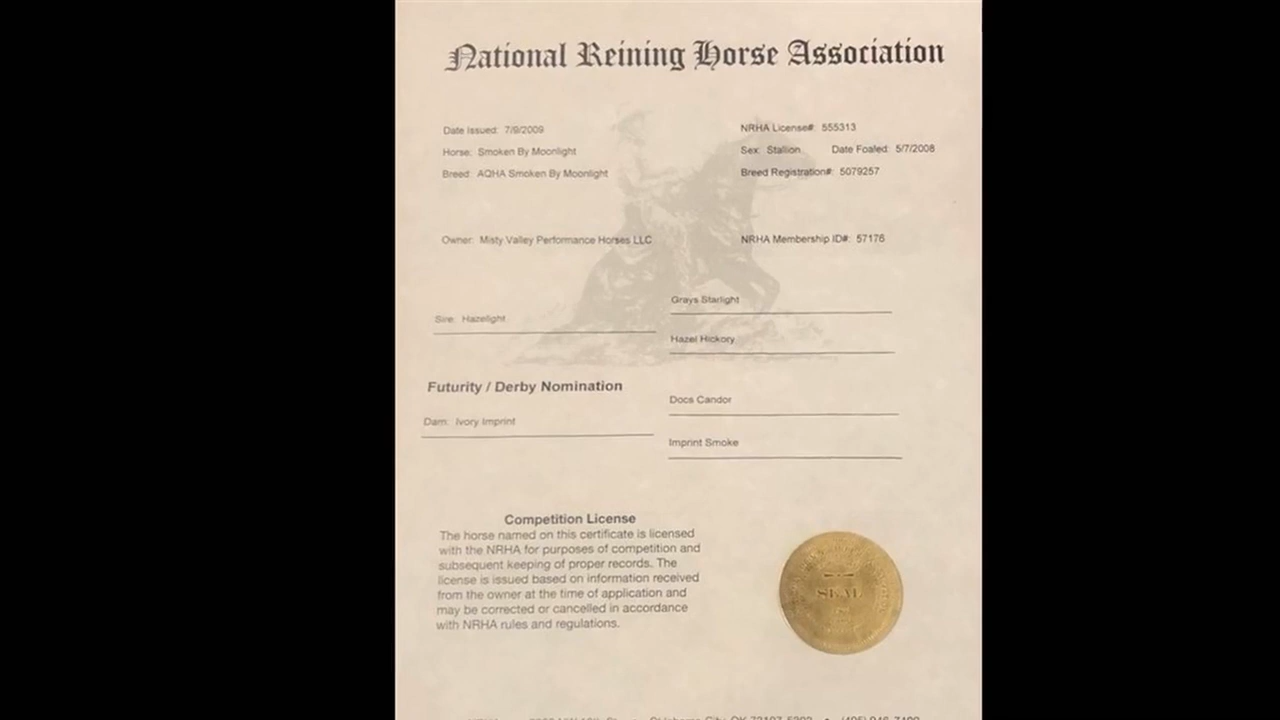 National Reining Horse Association
Date Issued: 7/9/2009
NRHA License#: 555313
Horse: Smoken By Moonlight
Sex: Stallion Date Foaled: 5/7/2008
Breed: AQHA Smoken By Moonlight
Breed Registration#: 5079257
Owner: Misty Valley Performance Horses LLC
NRHA Membership ID#: 57176
Grays Starlight
Sire: Hazelight
Hazel Hickory
Futurity / Derby Nomination
Docs Candor
Dam: Ivory Imprint
Imprint Smoke
Competition License
The horse named on this certificate is licensed
with the NRHA for purposes of competition and
subsequent keeping of proper records. The
license is issued based on information received
from the owner at the time of application and
may be corrected or cancelled in accordance
with NRHA rules and regulations.
SEAL